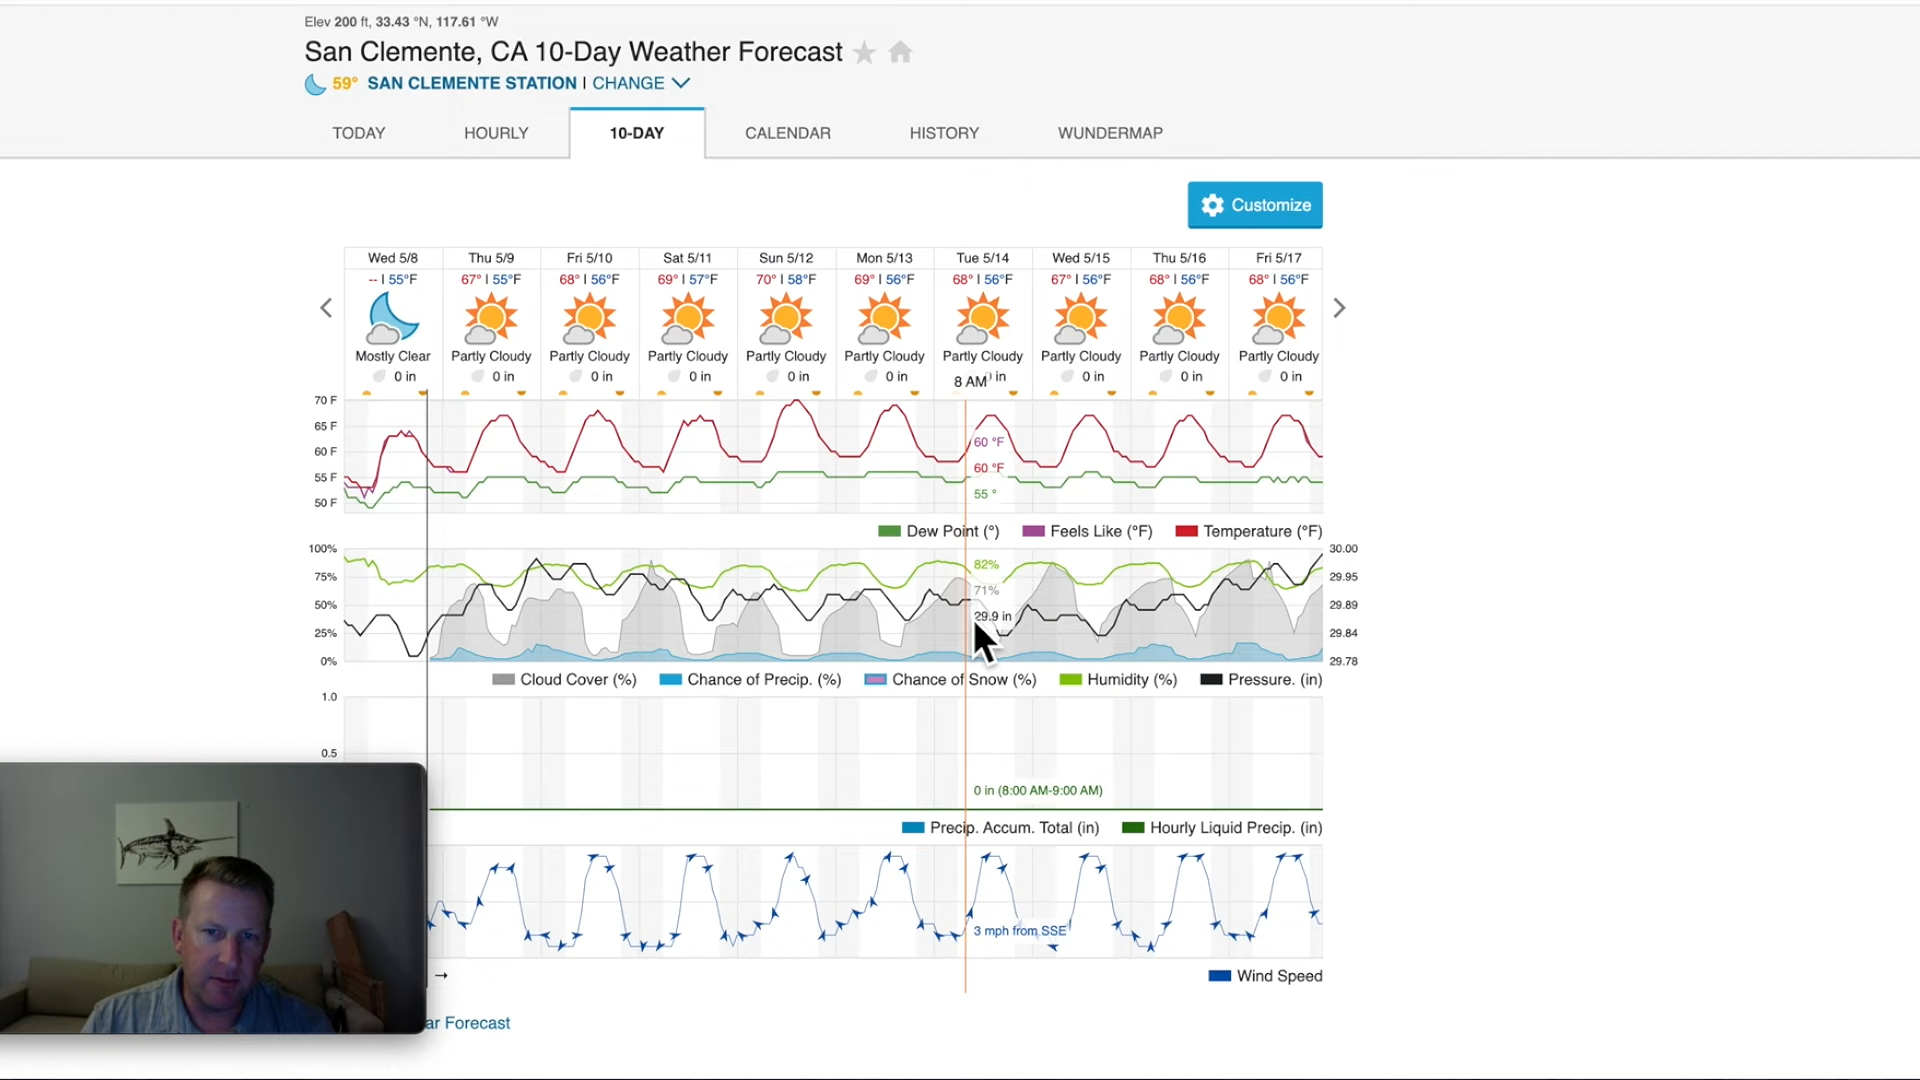 Elev 200 ft, 33.43 °N, 117.61 °W
San Clemente, CA 10-Day Weather Forecast
59° SAN CLEMENTE STATION | CHANGE
TODAY HOURLY 10-DAY CALENDAR HISTORY WUNDERMAP
Customize
Wed 5/8 Thu 5/9 Fri 5/10 Sat 5/11 Sun 5/12 Mon 5/13 Tue 5/14 Wed 5/15 Thu 5/16 Fri 5/17
-- | 55°F 67° | 55°F 68° | 56°F 69° | 57°F 70° | 58°F 69° | 56°F 68° | 56°F 67° | 56°F 68° | 56°F 68° | 56°F
Mostly Clear Partly Cloudy Partly Cloudy Partly Cloudy Partly Cloudy Partly Cloudy Partly Cloudy Partly Cloudy Partly Cloudy Partly Cloudy
0 in 0 in 0 in 0 in 0 in 0 in in 0 in 0 in 0 in
8 AM
70 F
65 F
60 °F
60 F
60 °F
55 F
55 °
50 F
Dew Point (°) Feels Like (°F) Temperature (°F)
100% 30.00
82%
75% 29.95
71%
50% 29.89
29.9 in
25% 29.84
0% 29.78
Cloud Cover (%) Chance of Precip. (%) Chance of Snow (%) Humidity (%) Pressure. (in)
1.0
0.5
0 in (8:00 AM-9:00 AM)
Precip. Accum. Total (in) Hourly Liquid Precip. (in)
3 mph from SSE
→
Wind Speed
ar Forecast